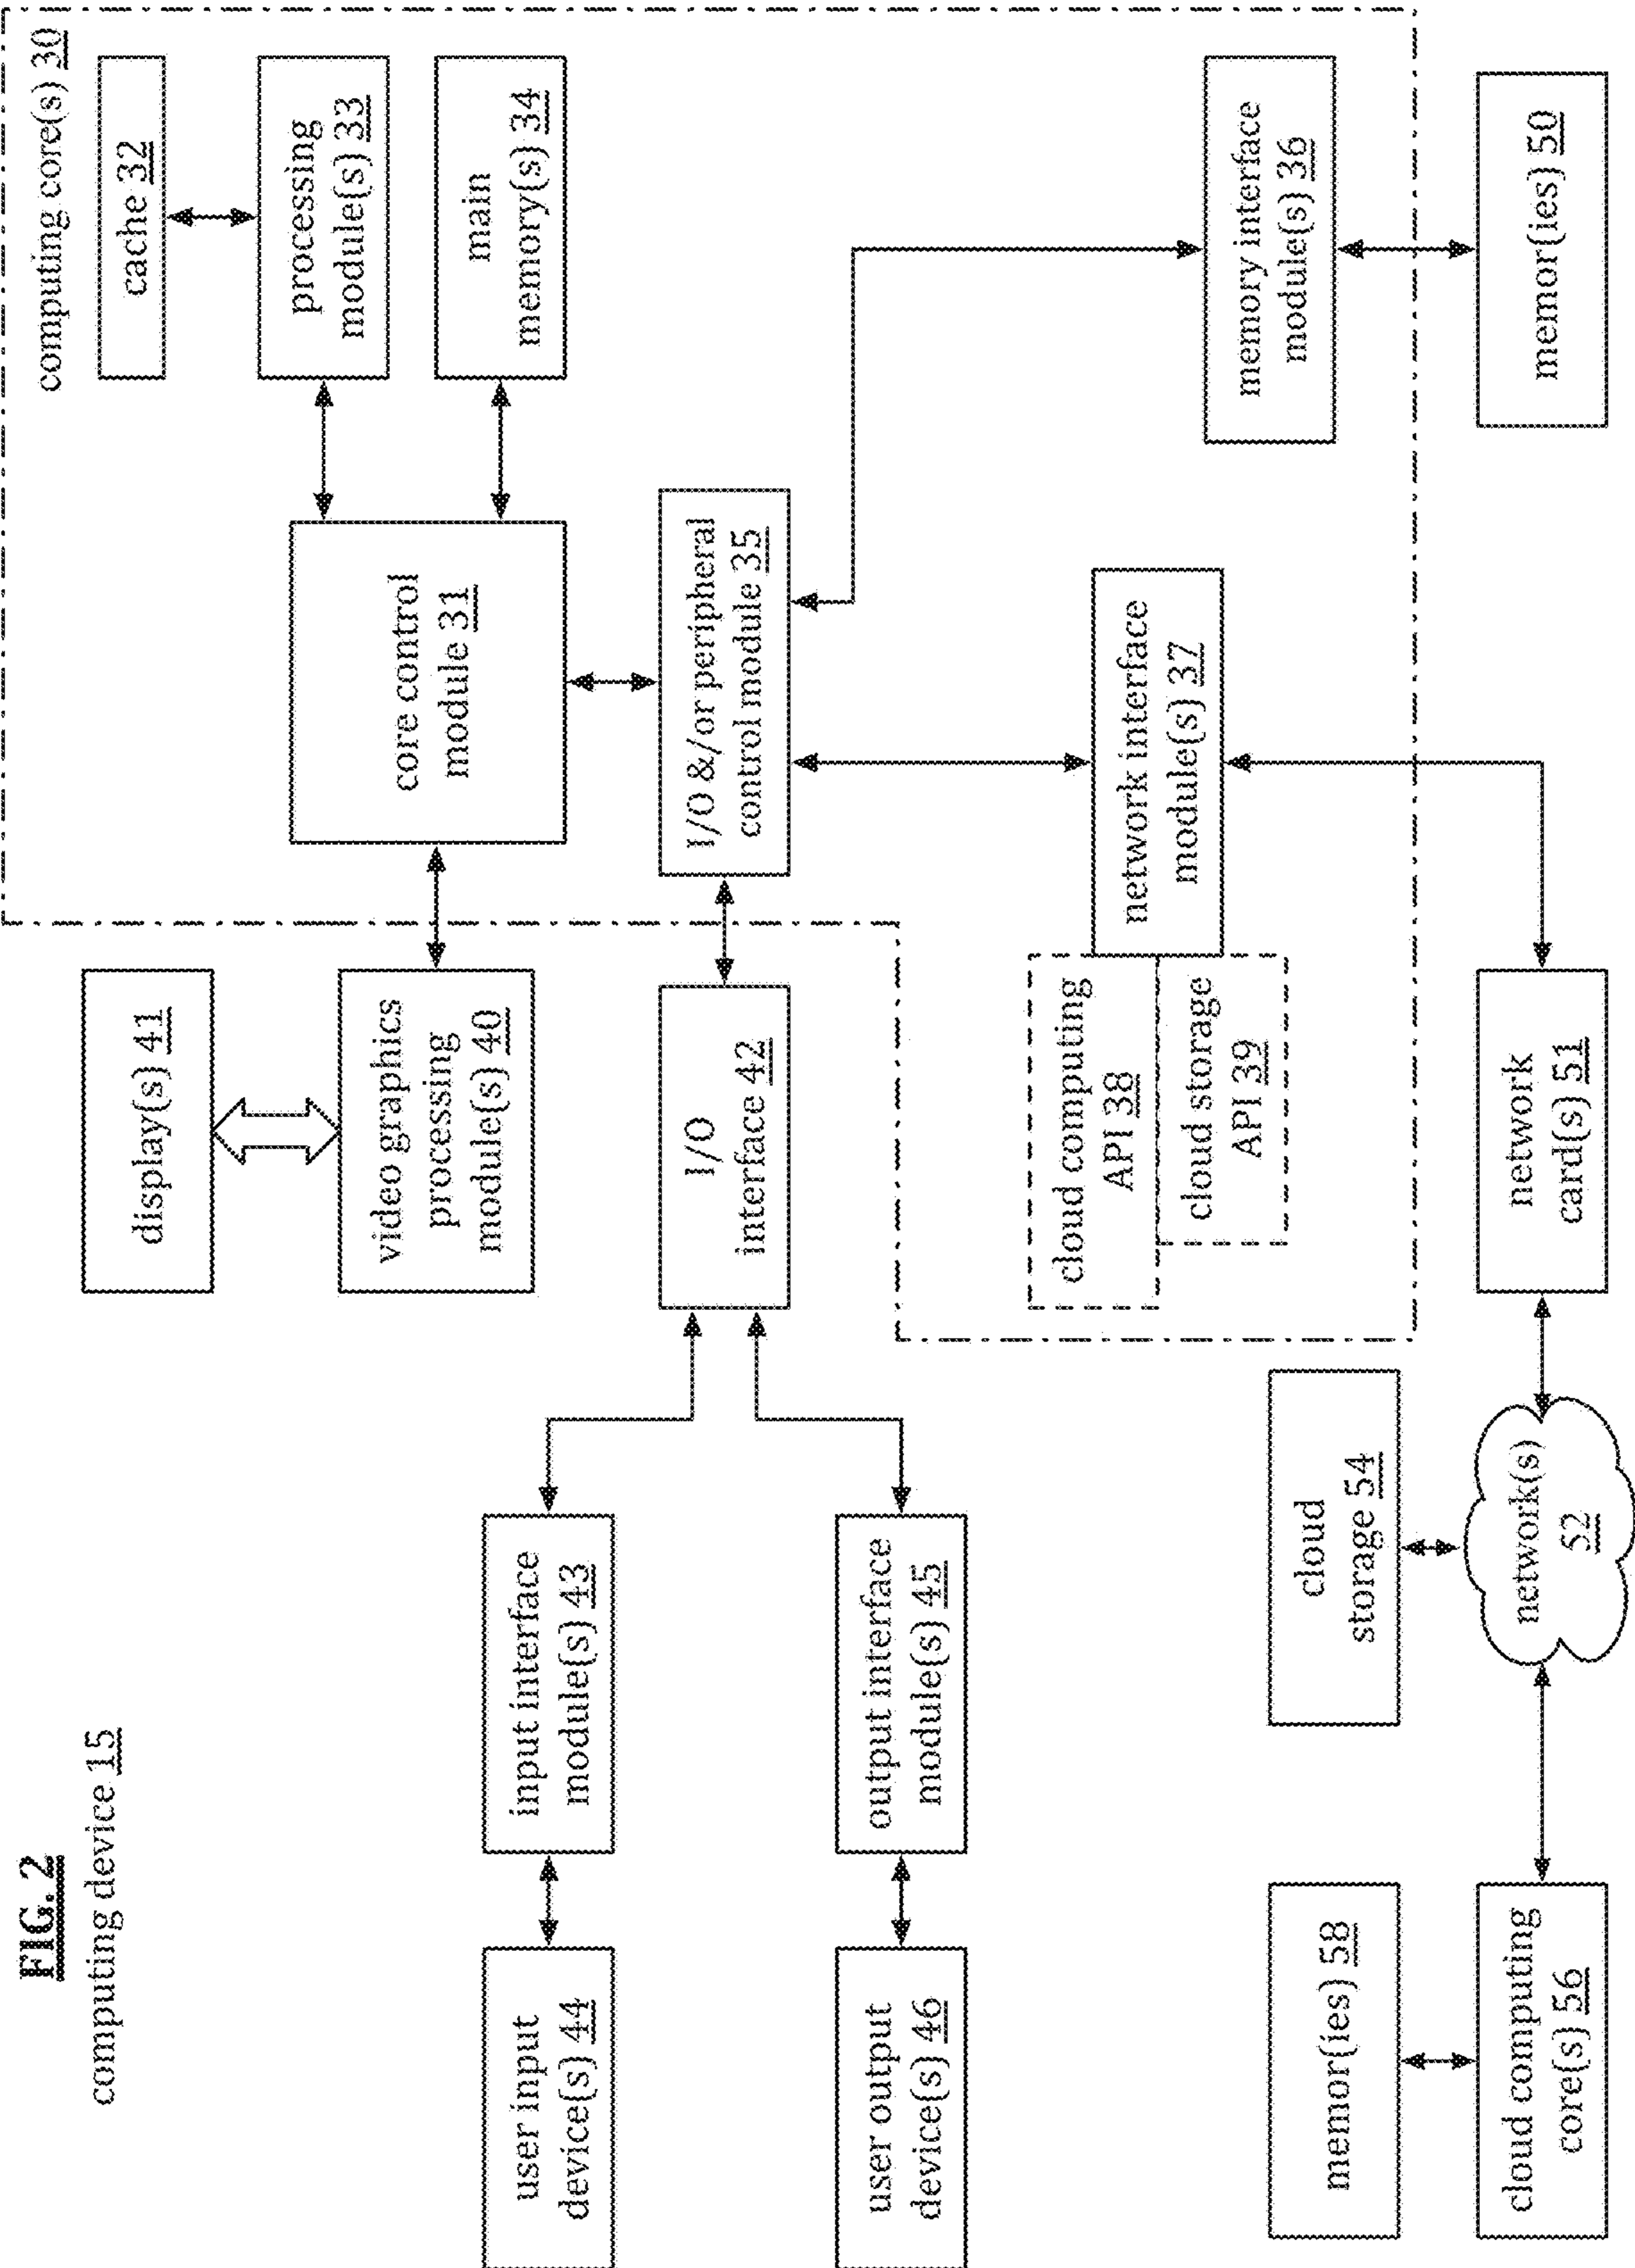 FIG. 2
computing device 15
computing core(s) 30
display(s) 41
cache 32
video graphics
processing
module(s) 40
core control
module 31
processing
module(s) 33
main
memory(s) 34
user input
device(s) 44
input interface
module(s) 43
I/O
interface 42
I/O &/or peripheral
control module 35
user output
device(s) 46
output interface
module(s) 45
cloud computing
API 38
cloud storage
API 39
network interface
module(s) 37
memory interface
module(s) 36
memor(ies) 58
cloud
storage 54
cloud computing
core(s) 56
network(s)
52
network
card(s) 51
memor(ies) 50